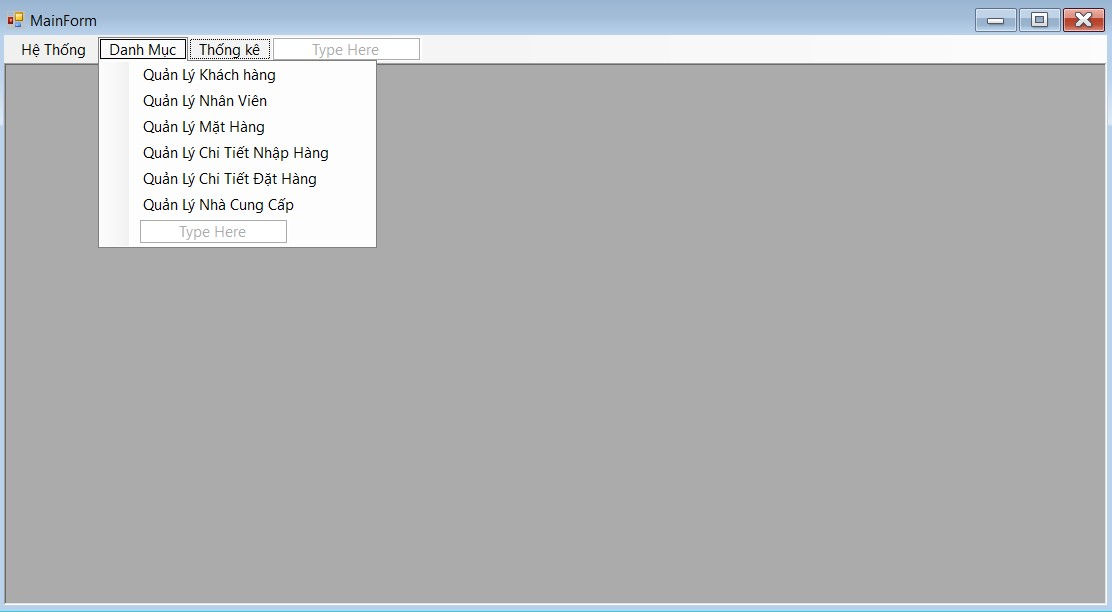 MainForm
Hệ Thống Danh Mục Thống kê Type Here
Quản Lý Khách hàng
Quản Lý Nhân Viên
Quản Lý Mặt Hàng
Quản Lý Chi Tiết Nhập Hàng
Quản Lý Chi Tiết Đặt Hàng
Quản Lý Nhà Cung Cấp
Type Here